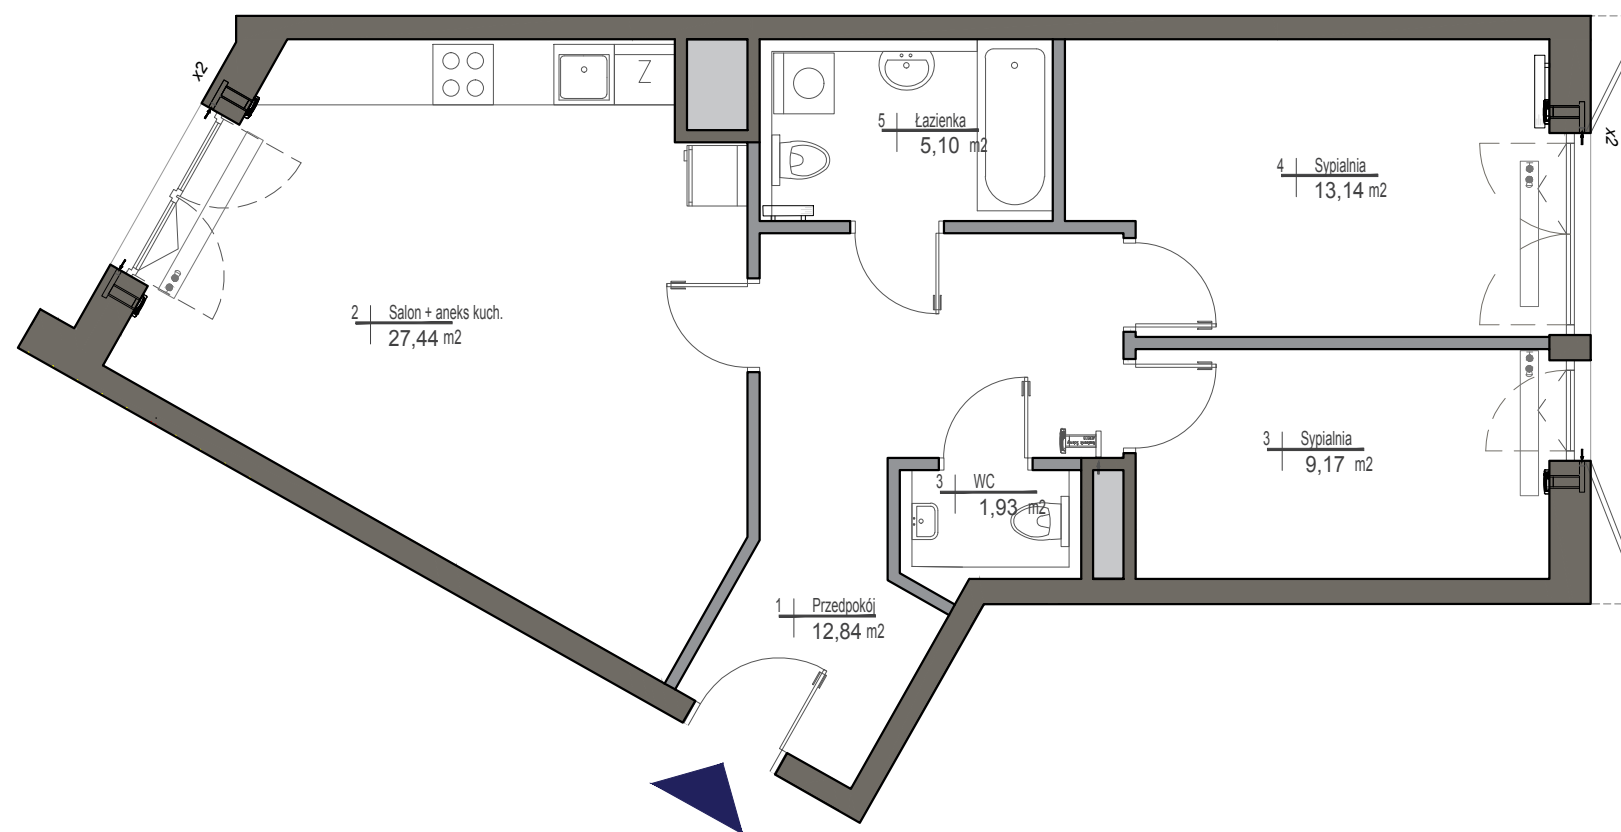 x2
Z
5 Łazienka
5,10 m2
4 Sypialnia
13,14 m2
x2
2 Salon + aneks kuch.
27,44 m2
3 Sypialnia
9,17 m2
3 WC
1,93 m2
1 Przedpokój
12,84 m2